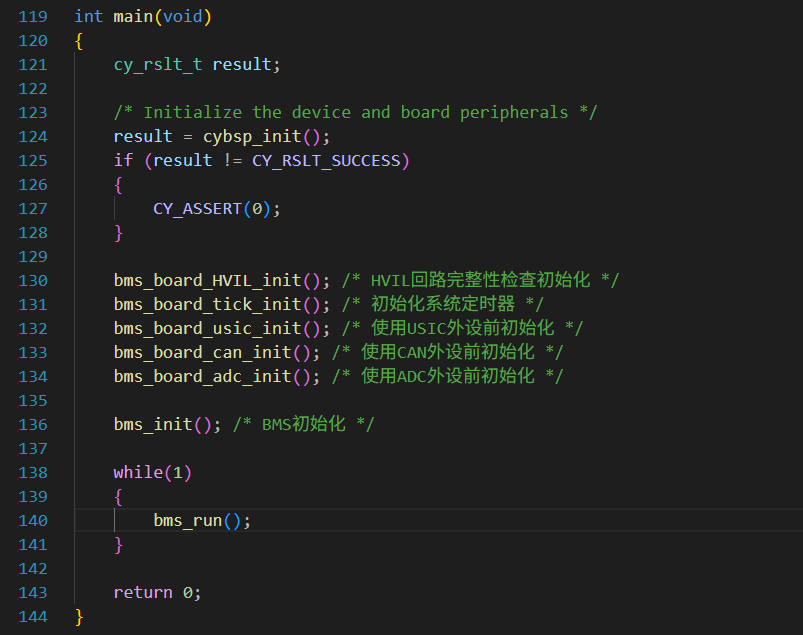 119 int main(void)
120 {
121     cy_rslt_t result;
122
123     /* Initialize the device and board peripherals */
124     result = cybsp_init();
125     if (result != CY_RSLT_SUCCESS)
126     {
127         CY_ASSERT(0);
128     }
129
130     bms_board_HVIL_init(); /* HVIL回路完整性检查初始化 */
131     bms_board_tick_init(); /* 初始化系统定时器 */
132     bms_board_usic_init(); /* 使用USIC外设前初始化 */
133     bms_board_can_init(); /* 使用CAN外设前初始化 */
134     bms_board_adc_init(); /* 使用ADC外设前初始化 */
135
136     bms_init(); /* BMS初始化 */
137
138     while(1)
139     {
140         bms_run();
141     }
142
143     return 0;
144 }